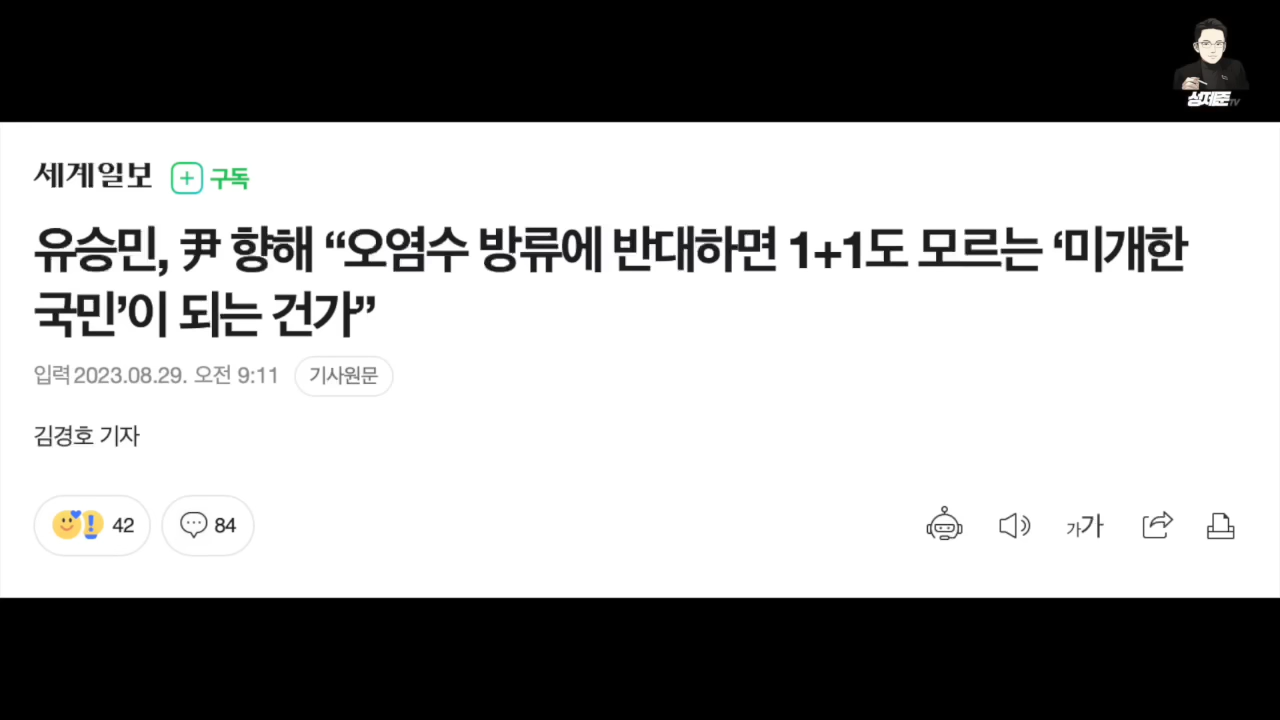 성제준TV
세계일보 구독
유승민, 尹 향해 “오염수 방류에 반대하면 1+1도 모르는 ‘미개한
국민’이 되는 건가”
입력 2023.08.29. 오전 9:11 기사원문
김경호 기자
42 84 가가